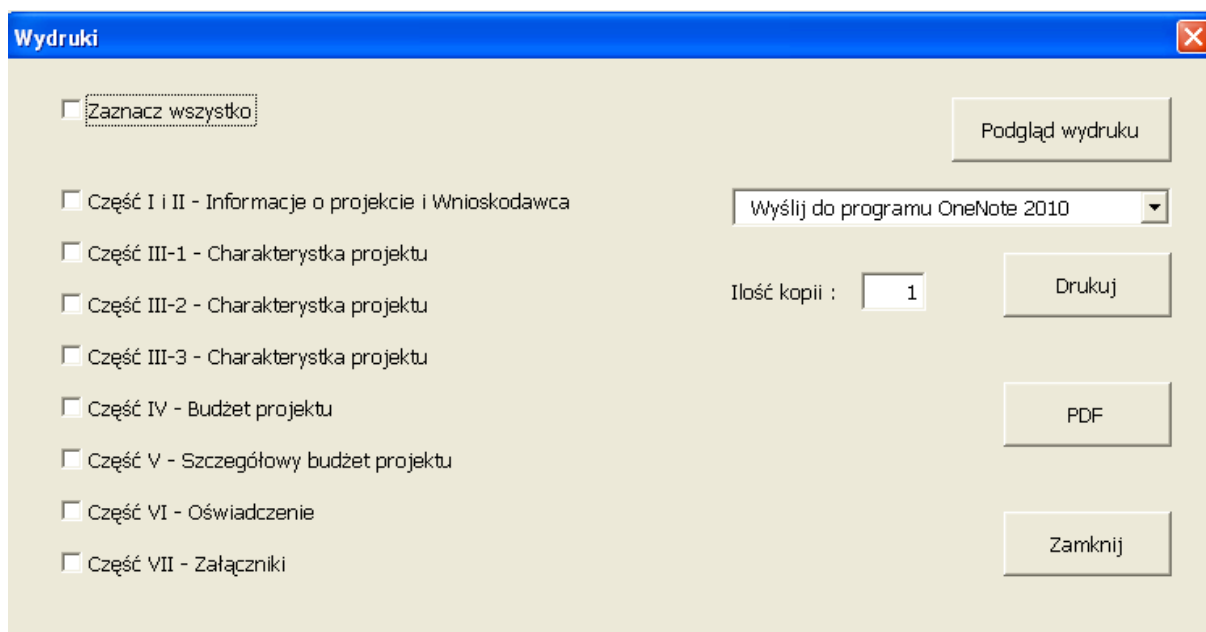 Wydruki
Zaznacz wszystko
Podgląd wydruku
Część I i II - Informacje o projekcie i Wnioskodawca
Wyślij do programu OneNote 2010
Część III-1 - Charakterystka projektu
Ilość kopii : 1
Drukuj
Część III-2 - Charakterystka projektu
Część III-3 - Charakterystka projektu
Część IV - Budżet projektu
PDF
Część V - Szczegółowy budżet projektu
Część VI - Oświadczenie
Zamknij
Część VII - Załączniki